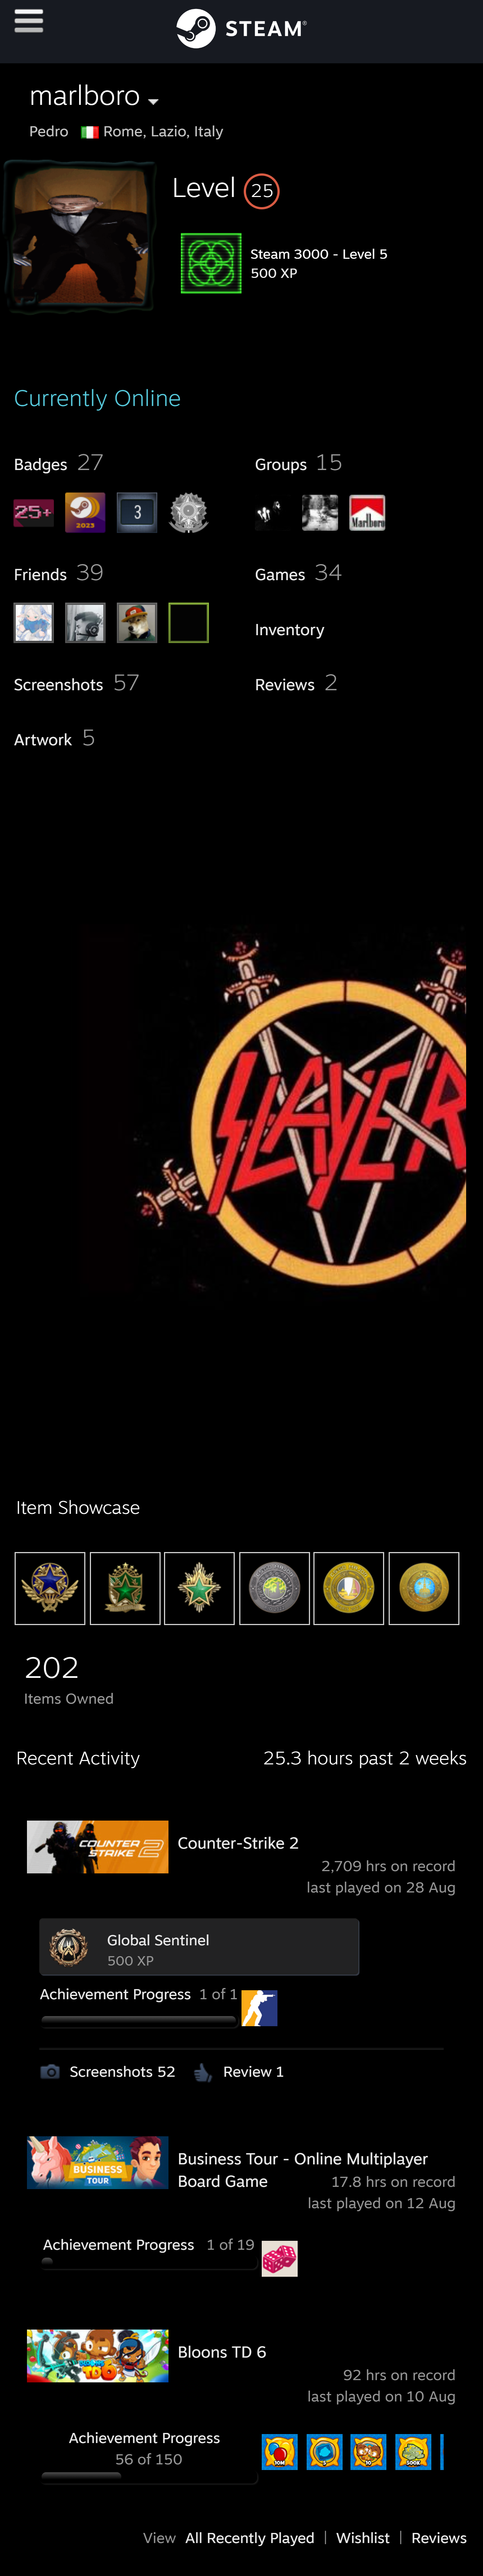 STEAM®
marlboro
Pedro Rome, Lazio, Italy
Level 25
Steam 3000 - Level 5
500 XP
Currently Online
Badges 27
Groups 15
25+
2023
3
Marlboro
Friends 39
Games 34
Inventory
Screenshots 57
Reviews 2
Artwork 5
SLAYER
Item Showcase
202
Items Owned
Recent Activity 25.3 hours past 2 weeks
COUNTER STRIKE 2
Counter-Strike 2
2,709 hrs on record
last played on 28 Aug
Global Sentinel
500 XP
Achievement Progress 1 of 1
Screenshots 52 Review 1
BUSINESS
TOUR
Business Tour - Online Multiplayer
Board Game 17.8 hrs on record
last played on 12 Aug
Achievement Progress 1 of 19
BLOONS
TD 6
Bloons TD 6
92 hrs on record
last played on 10 Aug
Achievement Progress
56 of 150
View All Recently Played | Wishlist | Reviews